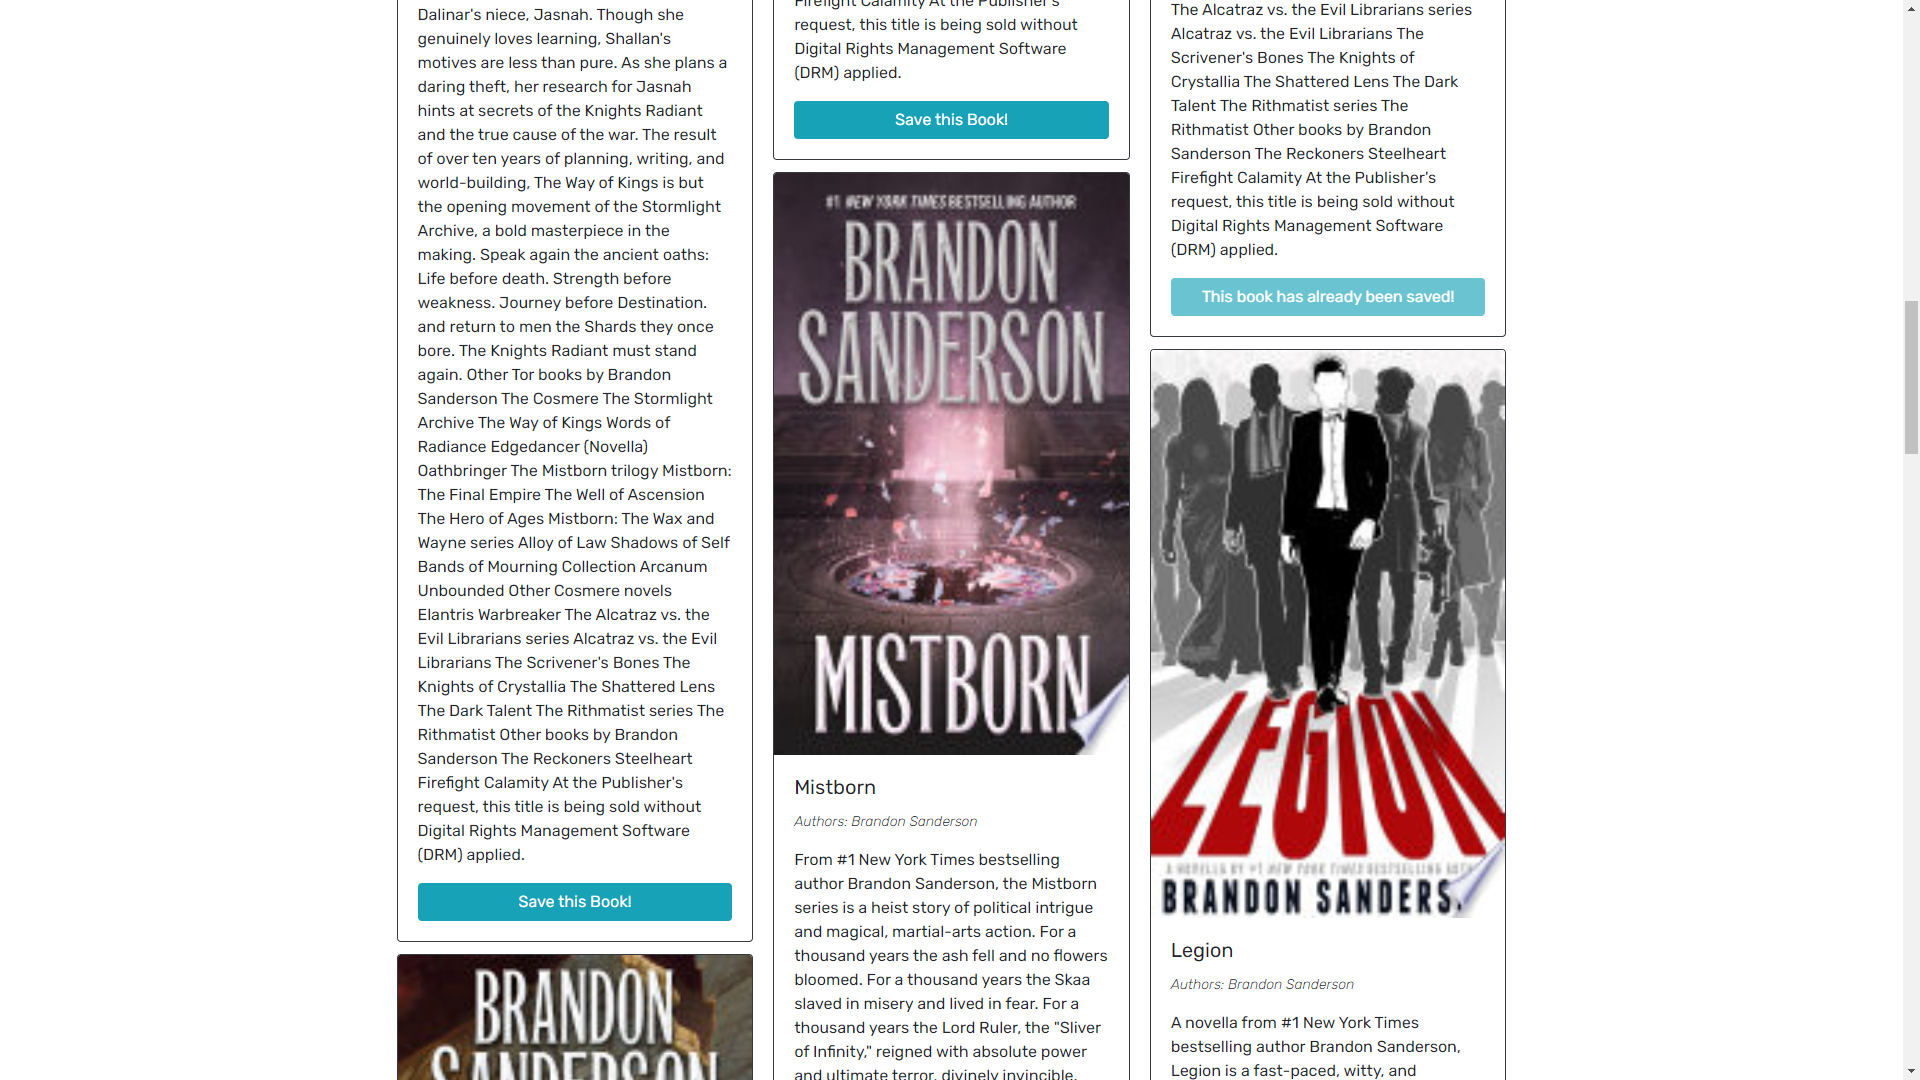 Dalinar's niece, Jasnah. Though she
genuinely loves learning, Shallan's
motives are less than pure. As she plans a
daring theft, her research for Jasnah
hints at secrets of the Knights Radiant
and the true cause of the war. The result
of over ten years of planning, writing, and
world-building, The Way of Kings is but
the opening movement of the Stormlight
Archive, a bold masterpiece in the
making. Speak again the ancient oaths:
Life before death. Strength before
weakness. Journey before Destination.
and return to men the Shards they once
bore. The Knights Radiant must stand
again. Other Tor books by Brandon
Sanderson The Cosmere The Stormlight
Archive The Way of Kings Words of
Radiance Edgedancer (Novella)
Oathbringer The Mistborn trilogy Mistborn:
The Final Empire The Well of Ascension
The Hero of Ages Mistborn: The Wax and
Wayne series Alloy of Law Shadows of Self
Bands of Mourning Collection Arcanum
Unbounded Other Cosmere novels
Elantris Warbreaker The Alcatraz vs. the
Evil Librarians series Alcatraz vs. the Evil
Librarians The Scrivener's Bones The
Knights of Crystallia The Shattered Lens
The Dark Talent The Rithmatist series The
Rithmatist Other books by Brandon
Sanderson The Reckoners Steelheart
Firefight Calamity At the Publisher's
request, this title is being sold without
Digital Rights Management Software
(DRM) applied.
Save this Book!
BRANDON
SANDERSON
Firefight Calamity At the Publisher's
request, this title is being sold without
Digital Rights Management Software
(DRM) applied.
Save this Book!
#1 NEW YORK TIMES BESTSELLING AUTHOR
BRANDON
SANDERSON
MISTBORN
Mistborn
Authors: Brandon Sanderson
From #1 New York Times bestselling
author Brandon Sanderson, the Mistborn
series is a heist story of political intrigue
and magical, martial-arts action. For a
thousand years the ash fell and no flowers
bloomed. For a thousand years the Skaa
slaved in misery and lived in fear. For a
thousand years the Lord Ruler, the "Sliver
of Infinity," reigned with absolute power
and ultimate terror, divinely invincible.
The Alcatraz vs. the Evil Librarians series
Alcatraz vs. the Evil Librarians The
Scrivener's Bones The Knights of
Crystallia The Shattered Lens The Dark
Talent The Rithmatist series The
Rithmatist Other books by Brandon
Sanderson The Reckoners Steelheart
Firefight Calamity At the Publisher's
request, this title is being sold without
Digital Rights Management Software
(DRM) applied.
This book has already been saved!
LEGION
A NOVELLA BY #1 NEW YORK TIMES BESTSELLING
BRANDON SANDERS
Legion
Authors: Brandon Sanderson
A novella from #1 New York Times
bestselling author Brandon Sanderson,
Legion is a fast-paced, witty, and